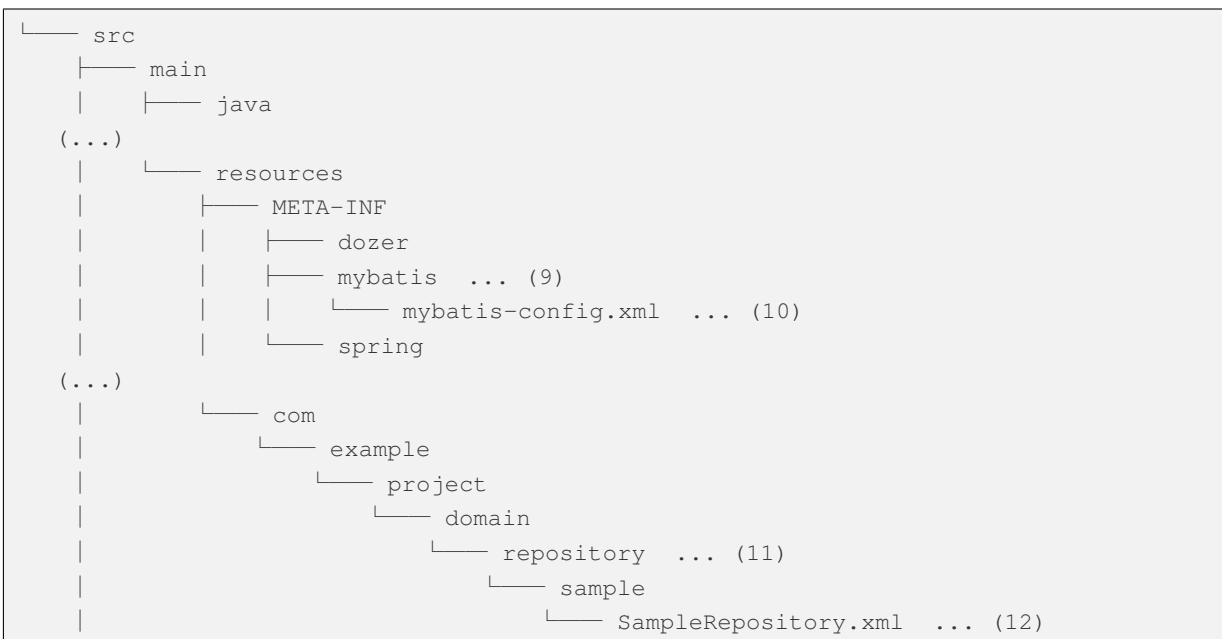 └── src
    ├── main
    │   ├── java
   (...)
    │   └── resources
    │       ├── META-INF
    │       │   ├── dozer
    │       │   ├── mybatis  ... (9)
    │       │   │   └── mybatis-config.xml  ... (10)
    │       │   └── spring
   (...)
    │       └── com
    │           └── example
    │               └── project
    │                   └── domain
    │                       └── repository  ... (11)
    │                           └── sample
    │                               └── SampleRepository.xml  ... (12)